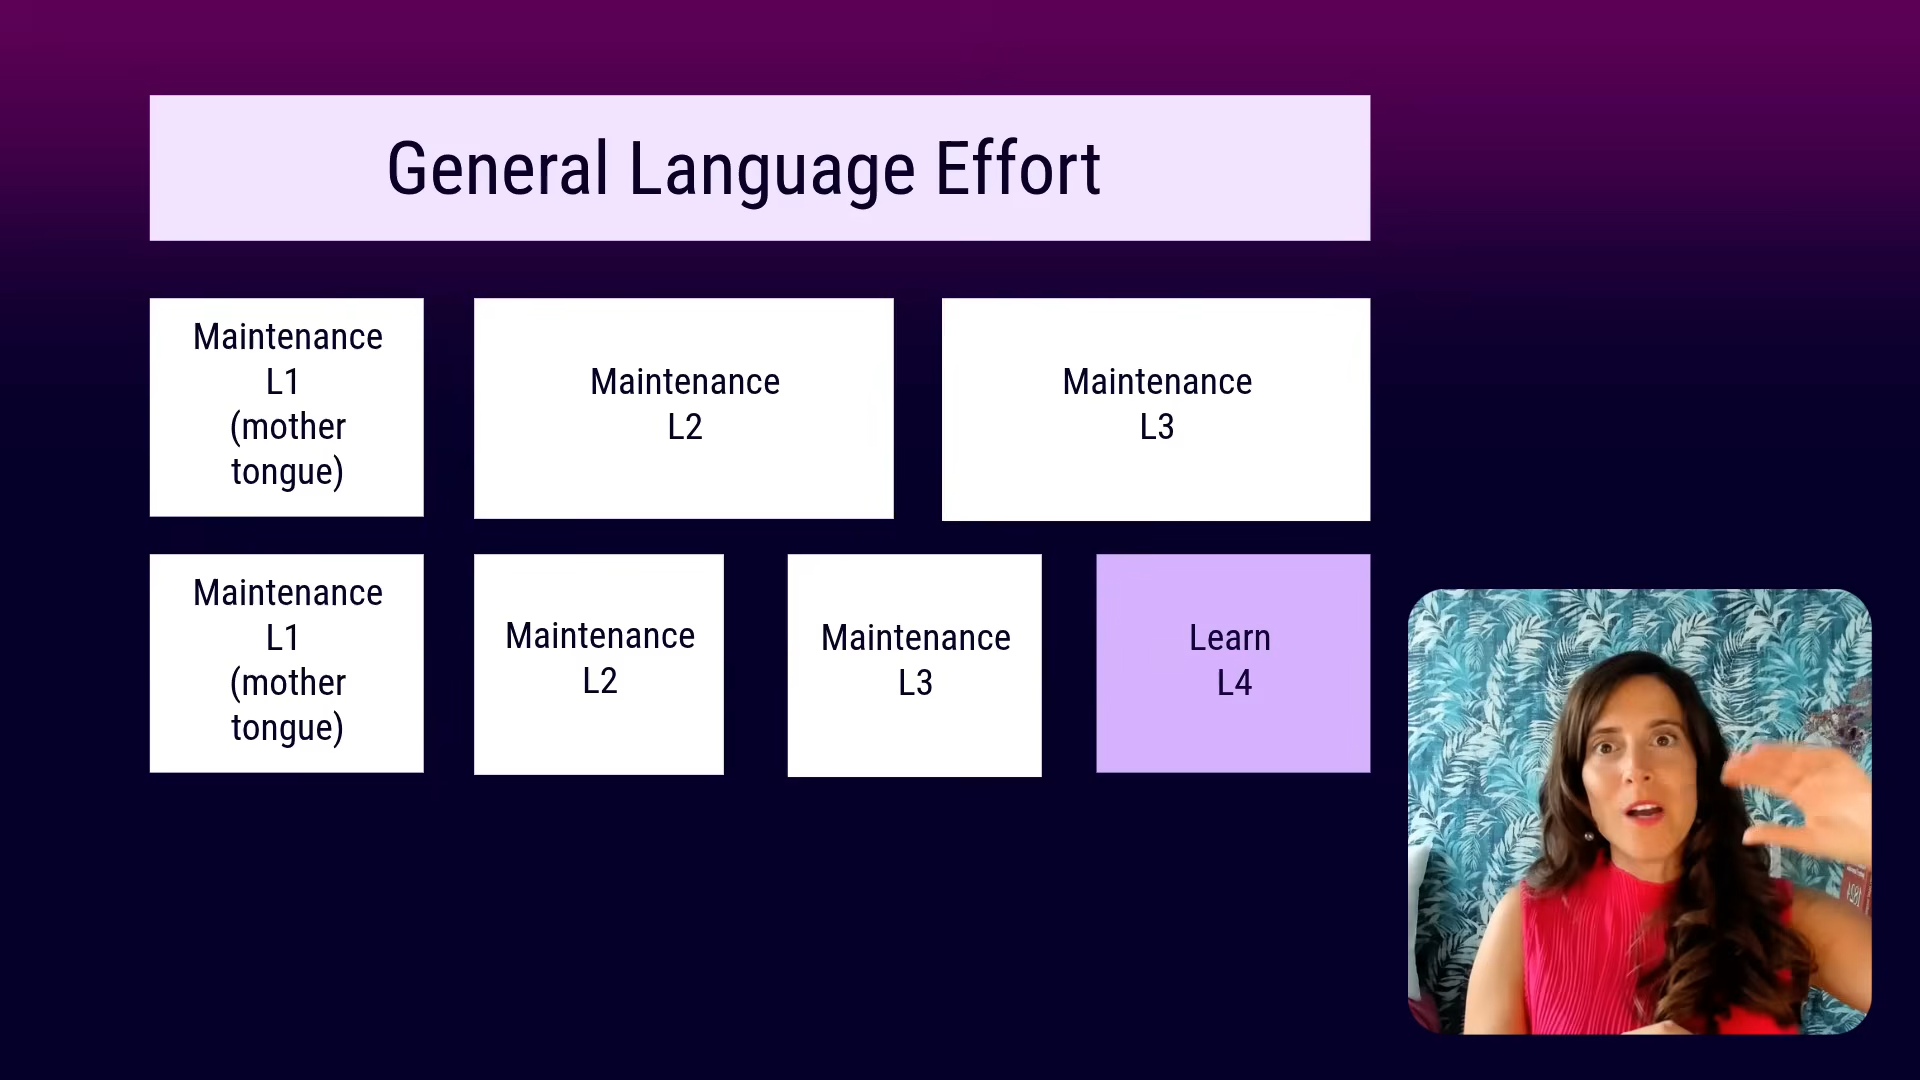 General Language Effort
Maintenance
L1
(mother
tongue)
Maintenance
L2
Maintenance
L3
Maintenance
L1
(mother
tongue)
Maintenance
L2
Maintenance
L3
Learn
L4